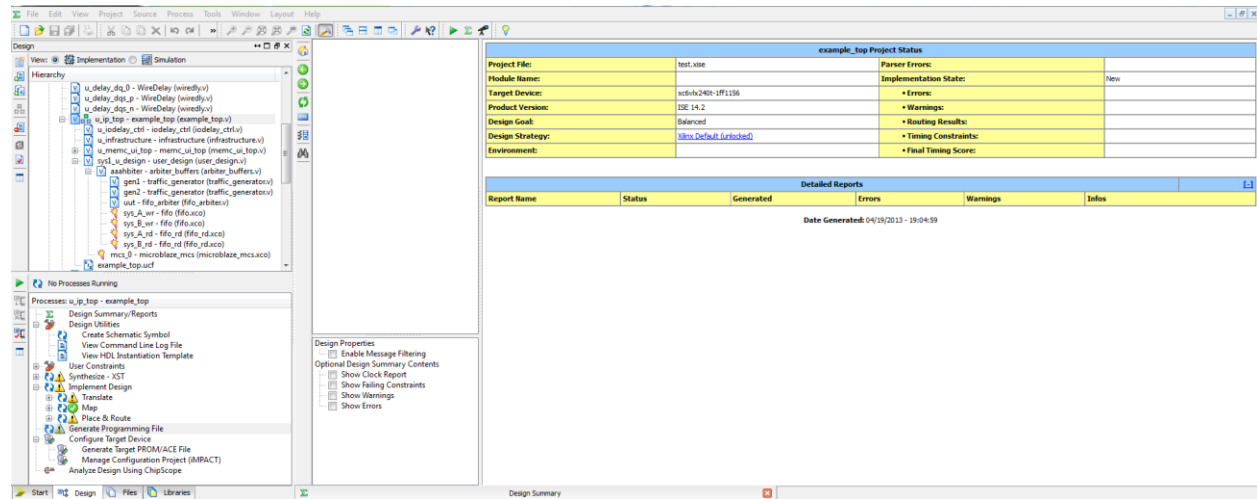 File Edit View Project Source Process Tools Window Layout Help
Design
View: Implementation Simulation
Hierarchy
u_delay_dq_0 - WireDelay (wiredly.v)
u_delay_dqs_p - WireDelay (wiredly.v)
u_delay_dqs_n - WireDelay (wiredly.v)
u_ip_top - example_top (example_top.v)
u_iodelay_ctrl - iodelay_ctrl (iodelay_ctrl.v)
u_infrastructure - infrastructure (infrastructure.v)
u_memc_ui_top - memc_ui_top (memc_ui_top.v)
sys1_u_design - user_design (user_design.v)
aaahbiter - arbiter_buffers (arbiter_buffers.v)
gen1 - traffic_generator (traffic_generator.v)
gen2 - traffic_generator (traffic_generator.v)
uut - fifo_arbiter (fifo_arbiter.v)
sys_A_wr - fifo (fifo.xco)
sys_B_wr - fifo (fifo.xco)
sys_A_rd - fifo_rd (fifo_rd.xco)
sys_B_rd - fifo_rd (fifo_rd.xco)
mcs_0 - microblaze_mcs (microblaze_mcs.xco)
example_top.ucf
No Processes Running
Processes: u_ip_top - example_top
Design Summary/Reports
Design Utilities
Create Schematic Symbol
View Command Line Log File
View HDL Instantiation Template
User Constraints
Synthesize - XST
Implement Design
Translate
Map
Place & Route
Generate Programming File
Configure Target Device
Generate Target PROM/ACE File
Manage Configuration Project (iMPACT)
Analyze Design Using ChipScope
Start Design Files Libraries
Design Properties
Enable Message Filtering
Optional Design Summary Contents
Show Clock Report
Show Failing Constraints
Show Warnings
Show Errors
example_top Project Status
Project File: test.xise Parser Errors:
Module Name: Implementation State: New
Target Device: xc6vlx240t-1ff1156 • Errors:
Product Version: ISE 14.2 • Warnings:
Design Goal: Balanced • Routing Results:
Design Strategy: Xilinx Default (unlocked) • Timing Constraints:
Environment: • Final Timing Score:
Detailed Reports [-]
Report Name Status Generated Errors Warnings Infos
Date Generated: 04/19/2013 - 19:04:59
Design Summary